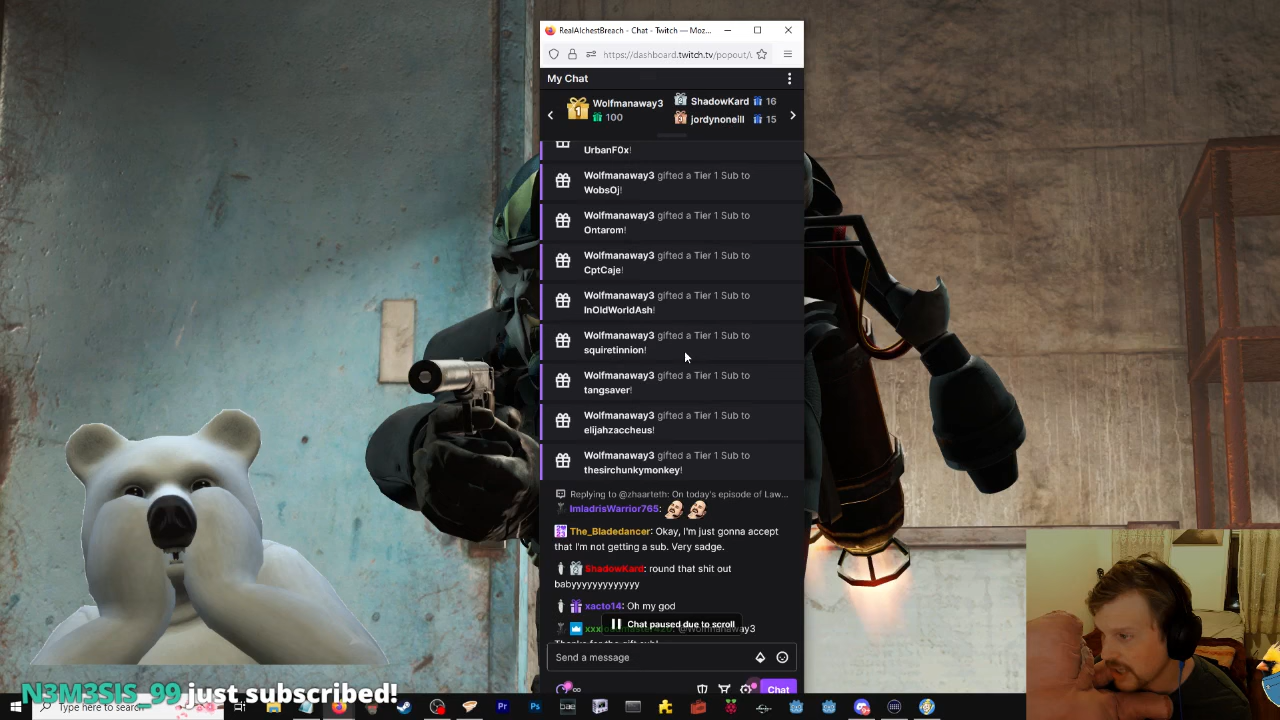 RealAlchestBreach - Chat - Twitch — Moz...
https://dashboard.twitch.tv/popout/
My Chat
1 Wolfmanaway3
100
ShadowKard 16
jordynoneill 15
UrbanF0x!
Wolfmanaway3 gifted a Tier 1 Sub to
WobsOj!
Wolfmanaway3 gifted a Tier 1 Sub to
Ontarom!
Wolfmanaway3 gifted a Tier 1 Sub to
CptCaje!
Wolfmanaway3 gifted a Tier 1 Sub to
InOldWorldAsh!
Wolfmanaway3 gifted a Tier 1 Sub to
squiretinnion!
Wolfmanaway3 gifted a Tier 1 Sub to
tangsaver!
Wolfmanaway3 gifted a Tier 1 Sub to
elijahzaccheus!
Wolfmanaway3 gifted a Tier 1 Sub to
thesirchunkymonkey!
Replying to @zhaarteth: On today's episode of Law...
ImladrisWarrior765:
The_Bladedancer: Okay, I'm just gonna accept
that I'm not getting a sub. Very sadge.
ShadowKard: round that shit out
babyyyyyyyyyyyyy
xacto14: Oh my god
Chat paused due to scroll
Send a message
Chat
N3M3SIS_99 just subscribed!
Type here to search